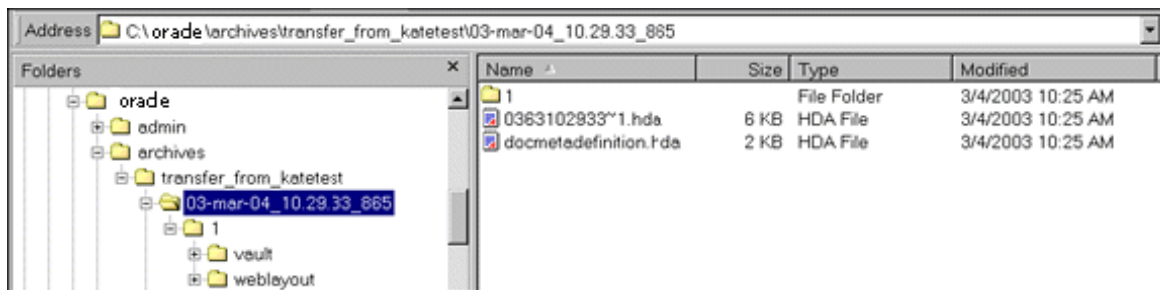 Address C:\oracle\archives\transfer_from_katetest\03-mar-04_10.29.33_865
Folders × Name Size Type Modified
oracle 1 File Folder 3/4/2003 10:25 AM
admin 0363102933~1.hda 6 KB HDA File 3/4/2003 10:25 AM
archives docmetadefinition.hda 2 KB HDA File 3/4/2003 10:25 AM
transfer_from_katetest
03-mar-04_10.29.33_865
1
vault
weblayout